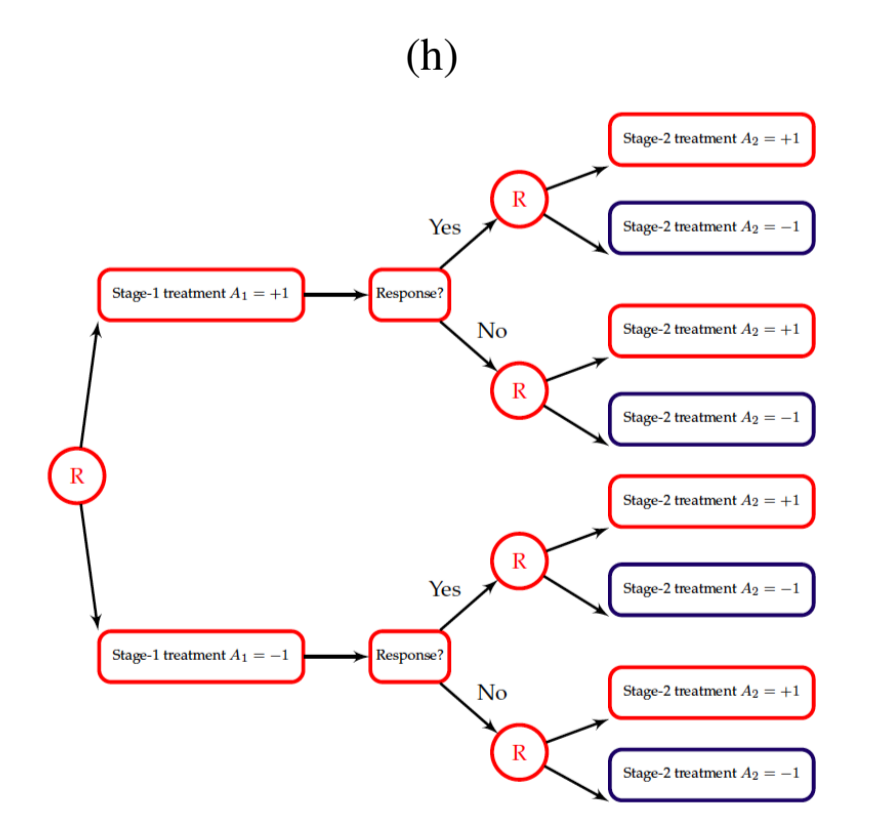 (h)
Stage-2 treatment A₂ = +1
R
Stage-2 treatment A₂ = −1
Yes
Stage-1 treatment A₁ = +1
Response?
No
Stage-2 treatment A₂ = +1
R
Stage-2 treatment A₂ = −1
R
Stage-2 treatment A₂ = +1
R
Stage-2 treatment A₂ = −1
Yes
Stage-1 treatment A₁ = −1
Response?
No
Stage-2 treatment A₂ = +1
R
Stage-2 treatment A₂ = −1